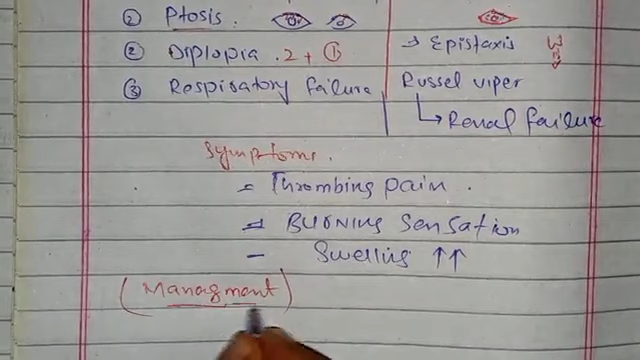 ② Ptosis.
② Diplopia . 2 + ① → Epistaxis
③ Respiratory failure Russel viper
↳ Renal failure
Symptoms.
= Thrombing pain .
= BURNING Sensation
- Swelling ↑↑
(Managment)